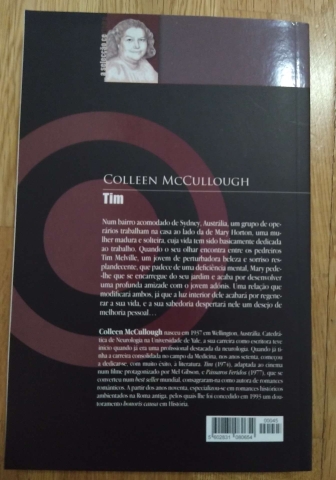 COLLEEN MCCULLOUGH
Tim
Num bairro acomodado de Sydney, Austrália, um grupo de ope-
rários trabalham na casa ao lado da de Mary Horton, uma mu-
lher madura e solteira, cuja vida tem sido basicamente dedicada
ao trabalho. Quando o seu olhar encontra entre os pedreiros
Tim Melville, um jovem de perturbadora beleza e sorriso res-
plandecente, que padece de uma deficiência mental, Mary pede-
-lhe que se encarregue do seu jardim e acaba por desenvolver
uma profunda amizade com o jovem adónis. Uma relação que
modificará ambos, já que a luz interior dele acabará por regene-
rar a sua vida, e a sua sabedoria despertará nele um desejo de
melhoria pessoal…
Colleen McCullough nasceu em 1937 em Wellington, Austrália. Catedrá-
tica de Neurologia na Universidade de Yale, a sua carreira como escritora teve
início quando já era uma profissional destacada da neurologia. Quando já ti-
nha a carreira consolidada no campo da Medicina, nos anos setenta, começou
a dedicar-se, com muito êxito, à literatura. Tim (1974), adaptada ao cinema
num filme protagonizado por Mel Gibson, e Pássaros Feridos (1977), que se
converteu num best seller mundial, consagraram-na como autora de romances
românticos. A partir dos anos noventa, especializou-se em romances históricos
ambientados na Roma antiga, pelos quais lhe foi concedido em 1993 um dou-
toramento honoris causa em História.
00045